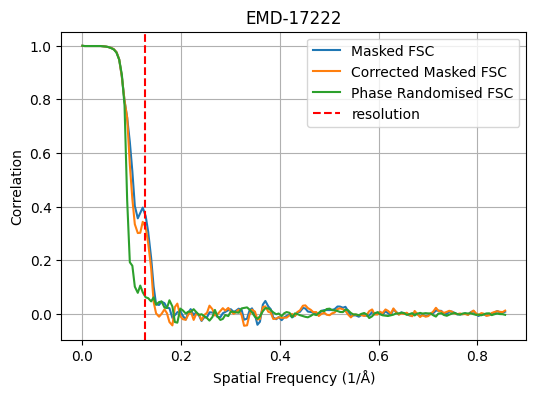 EMD-17222
Masked FSC
Corrected Masked FSC
Phase Randomised FSC
resolution
Correlation
1.0
0.8
0.6
0.4
0.2
0.0
0.0 0.2 0.4 0.6 0.8
Spatial Frequency (1/Å)